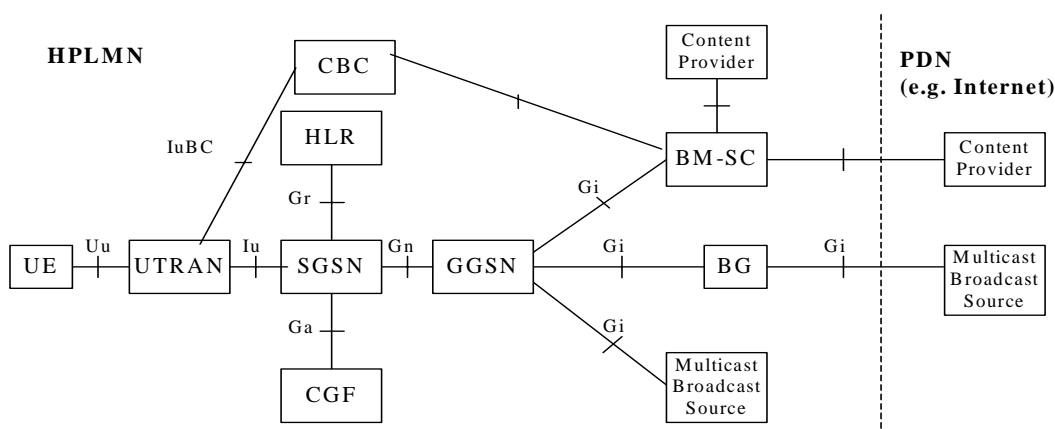 HPLMN
CBC
Content
Provider
PDN
(e.g. Internet)
HLR
IuBC
BM-SC
Content
Provider
Gr
Gi
Uu
Iu
Gn
Gi
Gi
UE
UTRAN
SGSN
GGSN
BG
Multicast
Broadcast
Source
Ga
Gi
CGF
Multicast
Broadcast
Source